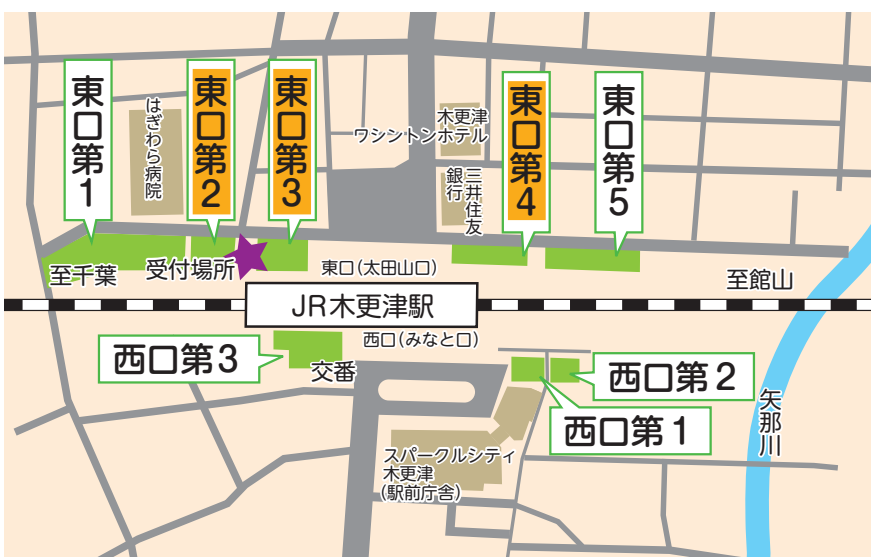 東口第1
はぎわら病院
東口第2
東口第3
木更津
ワシントンホテル
三井住友
銀行
東口第4
東口第5
至千葉
受付場所
東口(太田山口)
至館山
JR木更津駅
西口(みなと口)
西口第3
交番
西口第2
西口第1
矢那川
スパークルシティ
木更津
(駅前庁舎)